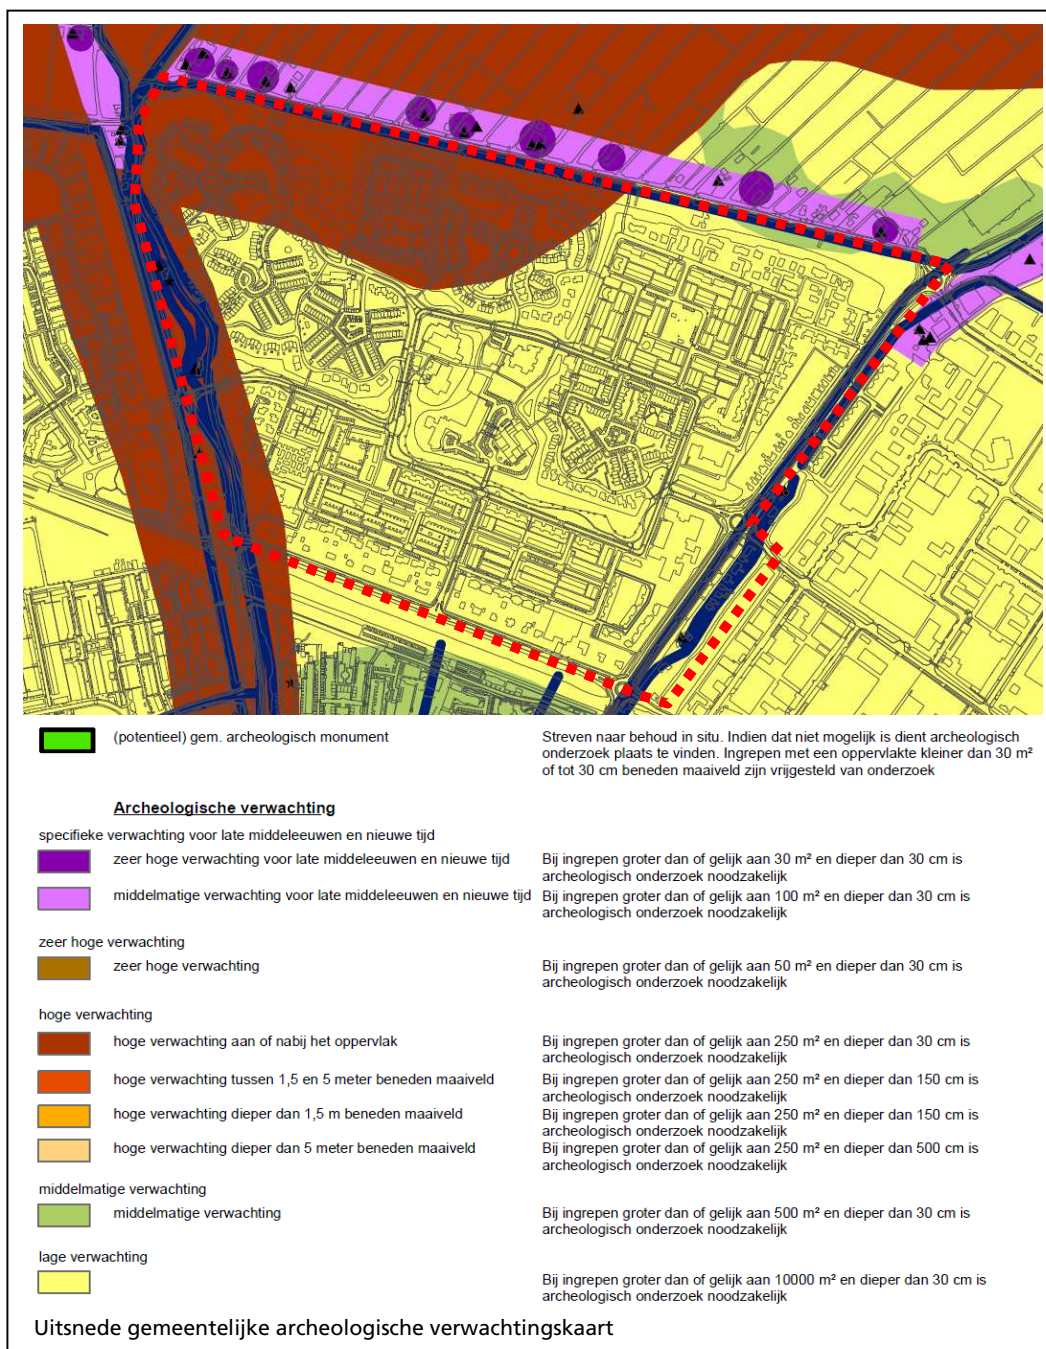 (potentieel) gem. archeologisch monument
Streven naar behoud in situ. Indien dat niet mogelijk is dient archeologisch
onderzoek plaats te vinden. Ingrepen met een oppervlakte kleiner dan 30 m²
of tot 30 cm beneden maaiveld zijn vrijgesteld van onderzoek
Archeologische verwachting
specifieke verwachting voor late middeleeuwen en nieuwe tijd
zeer hoge verwachting voor late middeleeuwen en nieuwe tijd
Bij ingrepen groter dan of gelijk aan 30 m² en dieper dan 30 cm is
archeologisch onderzoek noodzakelijk
middelmatige verwachting voor late middeleeuwen en nieuwe tijd
Bij ingrepen groter dan of gelijk aan 100 m² en dieper dan 30 cm is
archeologisch onderzoek noodzakelijk
zeer hoge verwachting
zeer hoge verwachting
Bij ingrepen groter dan of gelijk aan 50 m² en dieper dan 30 cm is
archeologisch onderzoek noodzakelijk
hoge verwachting
hoge verwachting aan of nabij het oppervlak
Bij ingrepen groter dan of gelijk aan 250 m² en dieper dan 30 cm is
archeologisch onderzoek noodzakelijk
hoge verwachting tussen 1,5 en 5 meter beneden maaiveld
Bij ingrepen groter dan of gelijk aan 250 m² en dieper dan 150 cm is
archeologisch onderzoek noodzakelijk
hoge verwachting dieper dan 1,5 m beneden maaiveld
Bij ingrepen groter dan of gelijk aan 250 m² en dieper dan 150 cm is
archeologisch onderzoek noodzakelijk
hoge verwachting dieper dan 5 meter beneden maaiveld
Bij ingrepen groter dan of gelijk aan 250 m² en dieper dan 500 cm is
archeologisch onderzoek noodzakelijk
middelmatige verwachting
middelmatige verwachting
Bij ingrepen groter dan of gelijk aan 500 m² en dieper dan 30 cm is
archeologisch onderzoek noodzakelijk
lage verwachting
Bij ingrepen groter dan of gelijk aan 10000 m² en dieper dan 30 cm is
archeologisch onderzoek noodzakelijk
Uitsnede gemeentelijke archeologische verwachtingskaart